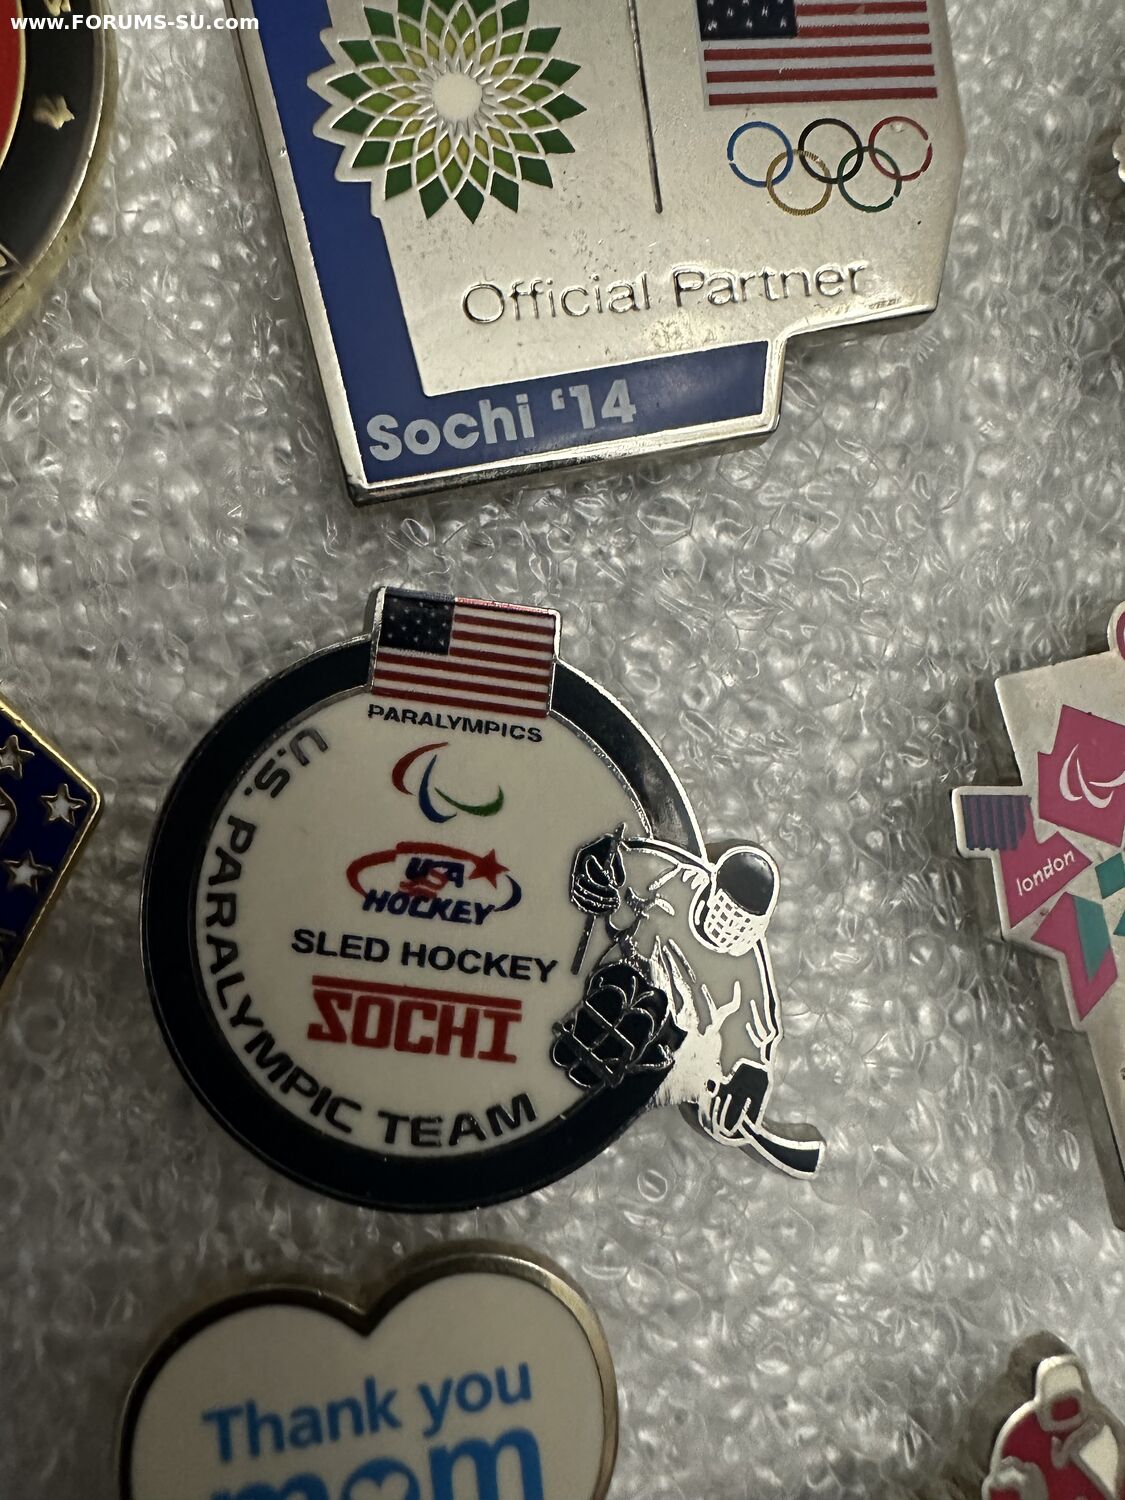 www.FORUMS-SU.com
Official Partner
Sochi ‘14
PARALYMPICS
U.S. PARALYMPIC TEAM
USA
HOCKEY
SLED HOCKEY
SOCHI
london
Thank you
mom